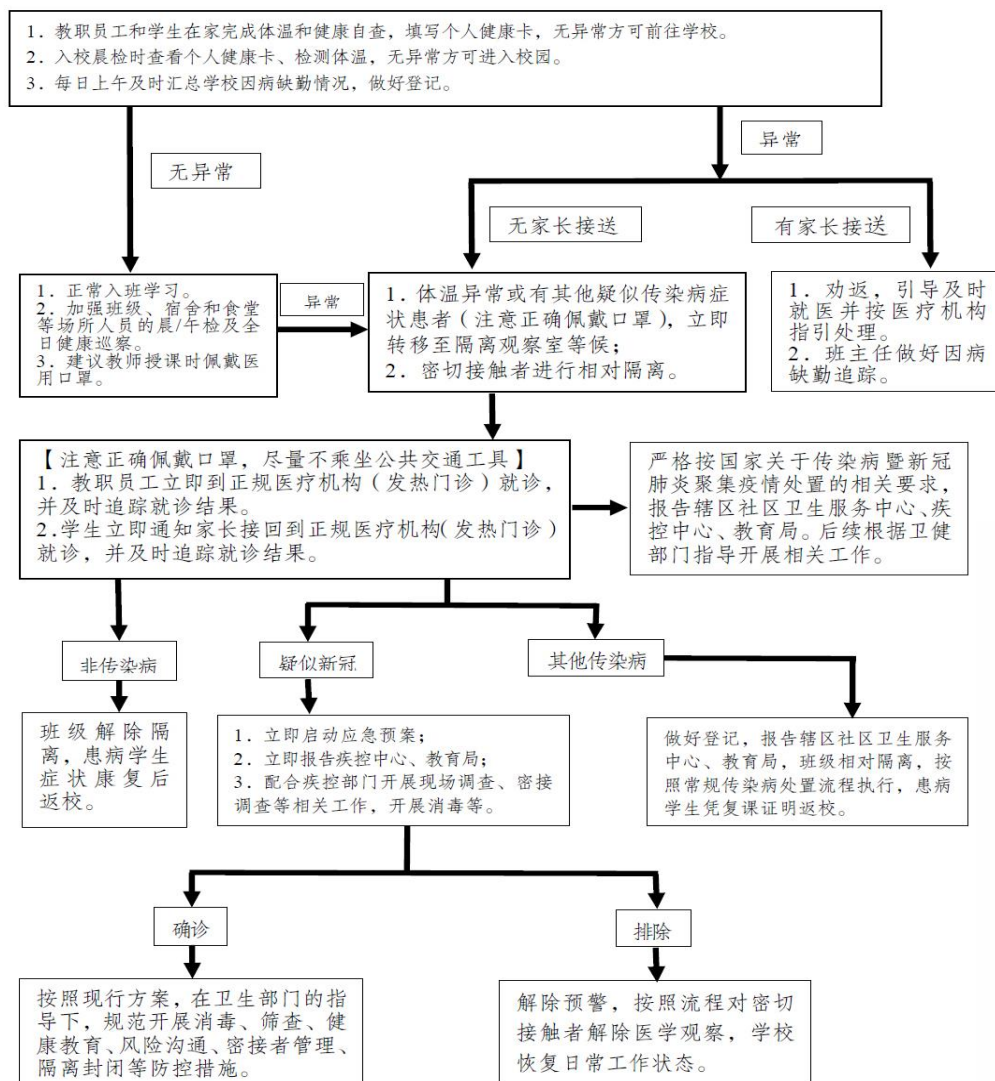 1. 教职员工和学生在家完成体温和健康自查，填写个人健康卡，无异常方可前往学校。
2. 入校晨检时查看个人健康卡、检测体温，无异常方可进入校园。
3. 每日上午及时汇总学校因病缺勤情况，做好登记。
异常
无异常
无家长接送
有家长接送
1. 正常入班学习。
2. 加强班级、宿舍和食堂
等场所人员的晨/午检及全
日健康巡察。
3. 建议教师授课时佩戴医
用口罩。
异常
1. 体温异常或有其他疑似传染病症
状患者（注意正确佩戴口罩），立即
转移至隔离观察室等候；
2. 密切接触者进行相对隔离。
1. 劝返，引导及时
就医并按医疗机构
指引处理。
2. 班主任做好因病
缺勤追踪。
【注意正确佩戴口罩，尽量不乘坐公共交通工具】
1. 教职员工立即到正规医疗机构（发热门诊）就诊，
并及时追踪就诊结果。
2.学生立即通知家长接回到正规医疗机构（发热门诊）
就诊，并及时追踪就诊结果。
严格按国家关于传染病暨新冠
肺炎聚集疫情处置的相关要求，
报告辖区社区卫生服务中心、疾
控中心、教育局。后续根据卫健
部门指导开展相关工作。
非传染病
疑似新冠
其他传染病
班级解除隔
离，患病学生
症状康复后
返校。
1. 立即启动应急预案；
2. 立即报告疾控中心、教育局；
3. 配合疾控部门开展现场调查、密接
调查等相关工作，开展消毒等。
做好登记，报告辖区社区卫生服务
中心、教育局，班级相对隔离，按
照常规传染病处置流程执行，患病
学生凭复课证明返校。
确诊
排除
按照现行方案，在卫生部门的指
导下，规范开展消毒、筛查、健
康教育、风险沟通、密接者管理、
隔离封闭等防控措施。
解除预警，按照流程对密切
接触者解除医学观察，学校
恢复日常工作状态。